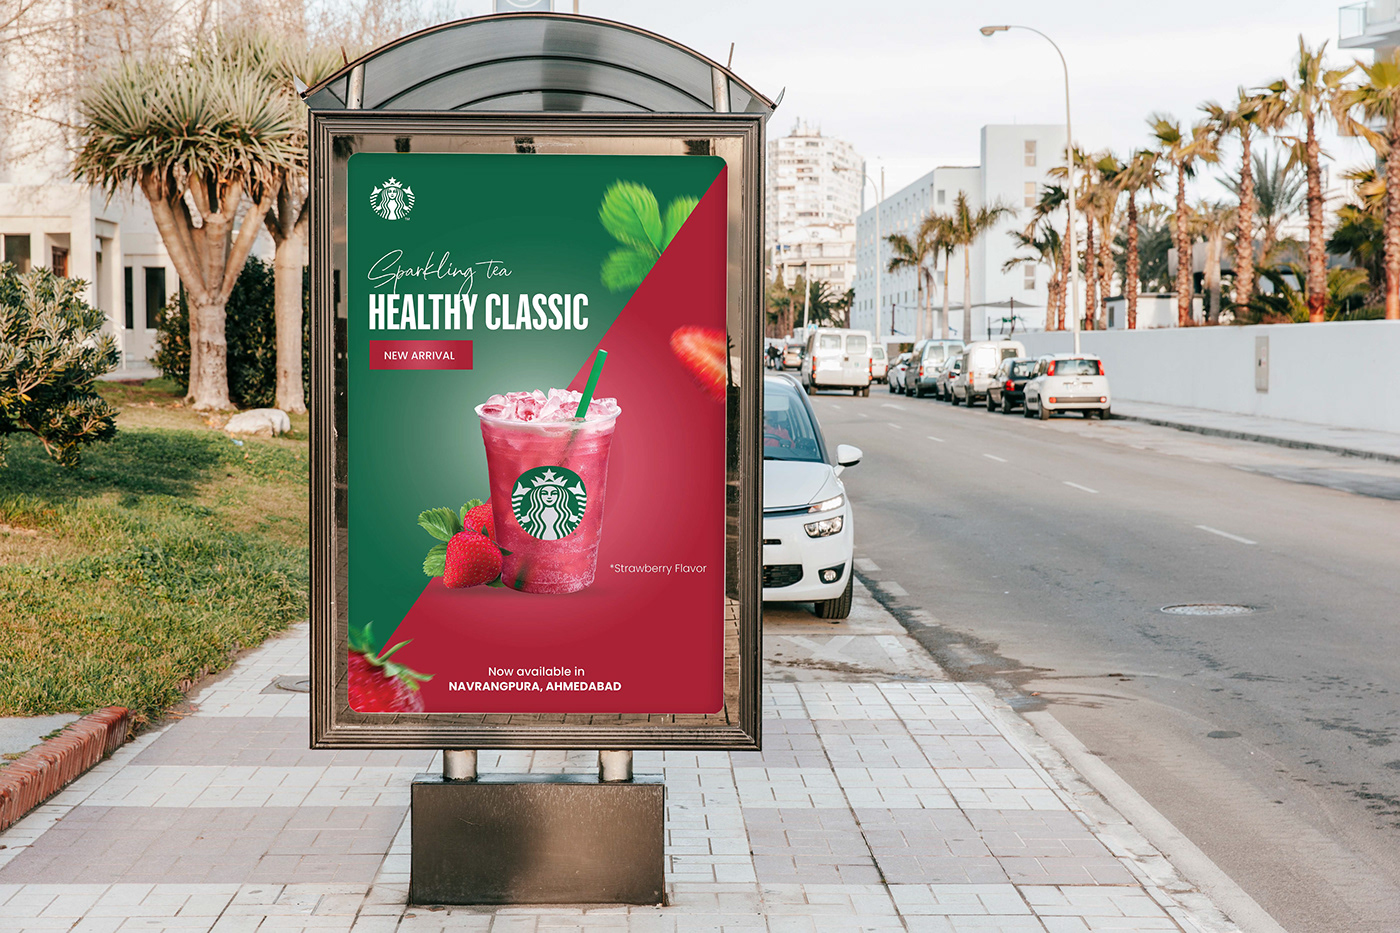 Sparkling Tea
HEALTHY CLASSIC
NEW ARRIVAL
*Strawberry Flavor
Now available in
NAVRANGPURA, AHMEDABAD